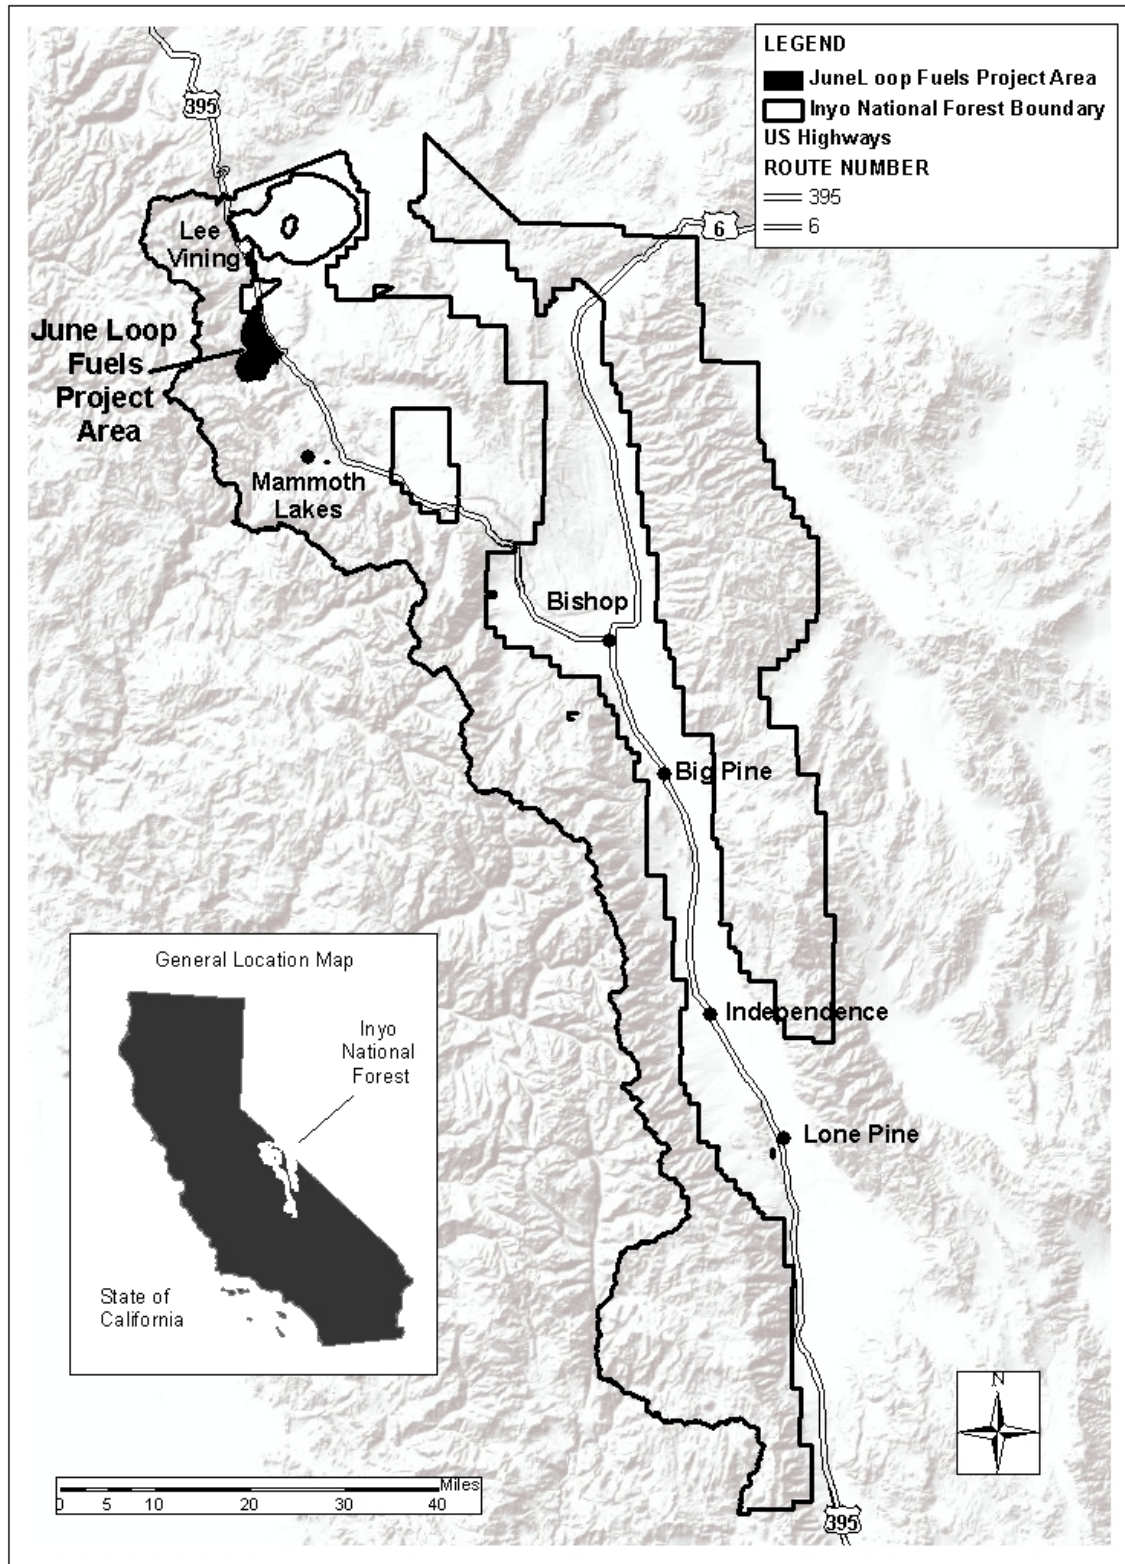 LEGEND
JuneLoop Fuels Project Area
Inyo National Forest Boundary
US Highways
ROUTE NUMBER
395
6
395
6
Lee
Vining
June Loop
Fuels
Project
Area
Mammoth
Lakes
Bishop
Big Pine
Independence
Lone Pine
General Location Map
Inyo
National
Forest
State of
California
N
Miles
0 5 10 20 30 40
395